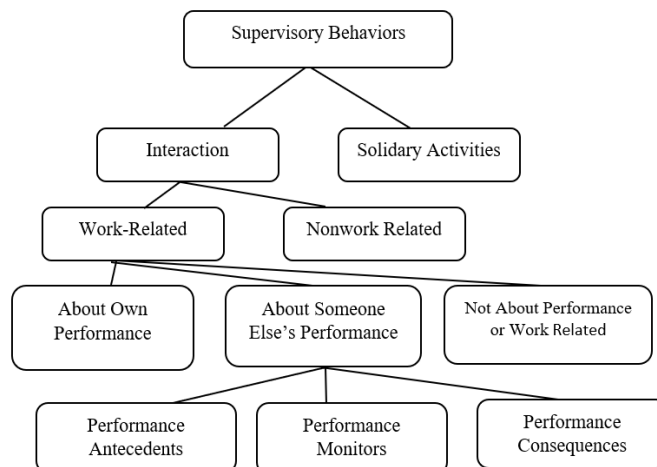 Supervisory Behaviors
Interaction
Solidary Activities
Work-Related
Nonwork Related
About Own
Performance
About Someone
Else's Performance
Not About Performance
or Work Related
Performance
Antecedents
Performance
Monitors
Performance
Consequences